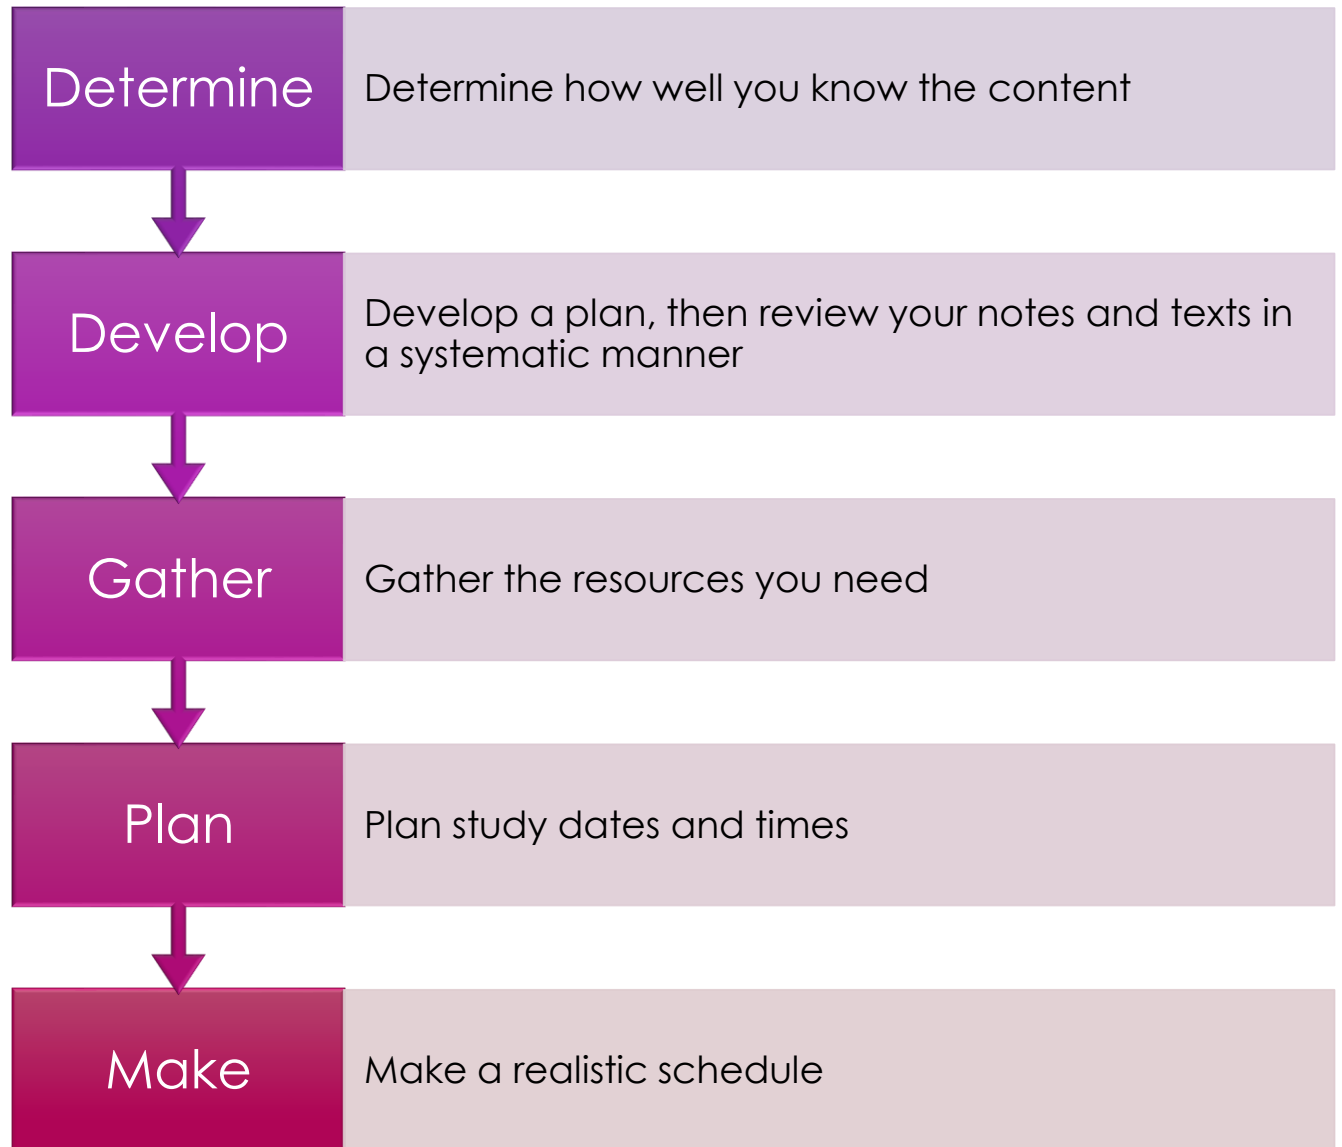 Determine
Determine how well you know the content
Develop
Develop a plan, then review your notes and texts in
a systematic manner
Gather
Gather the resources you need
Plan
Plan study dates and times
Make
Make a realistic schedule